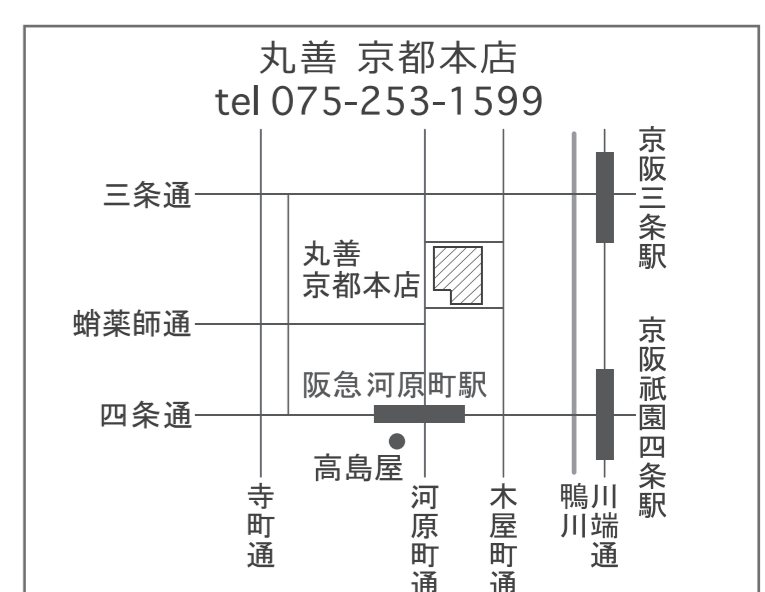 丸善 京都本店
tel 075-253-1599
三条通
京阪三条駅
丸善
京都本店
蛸薬師通
阪急河原町駅
四条通
京阪祇園四条駅
高島屋
寺町通
河原町通
木屋町通
鴨川
川端通